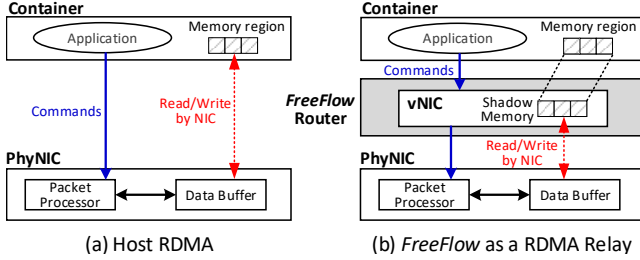 Container
Application
Memory region
Commands
Read/Write
by NIC
PhyNIC
Packet
Processor
Data Buffer
(a) Host RDMA
Container
Application
Memory region
Commands
FreeFlow
Router
vNIC
Shadow
Memory
Read/Write
by NIC
PhyNIC
Packet
Processor
Data Buffer
(b) FreeFlow as a RDMA Relay